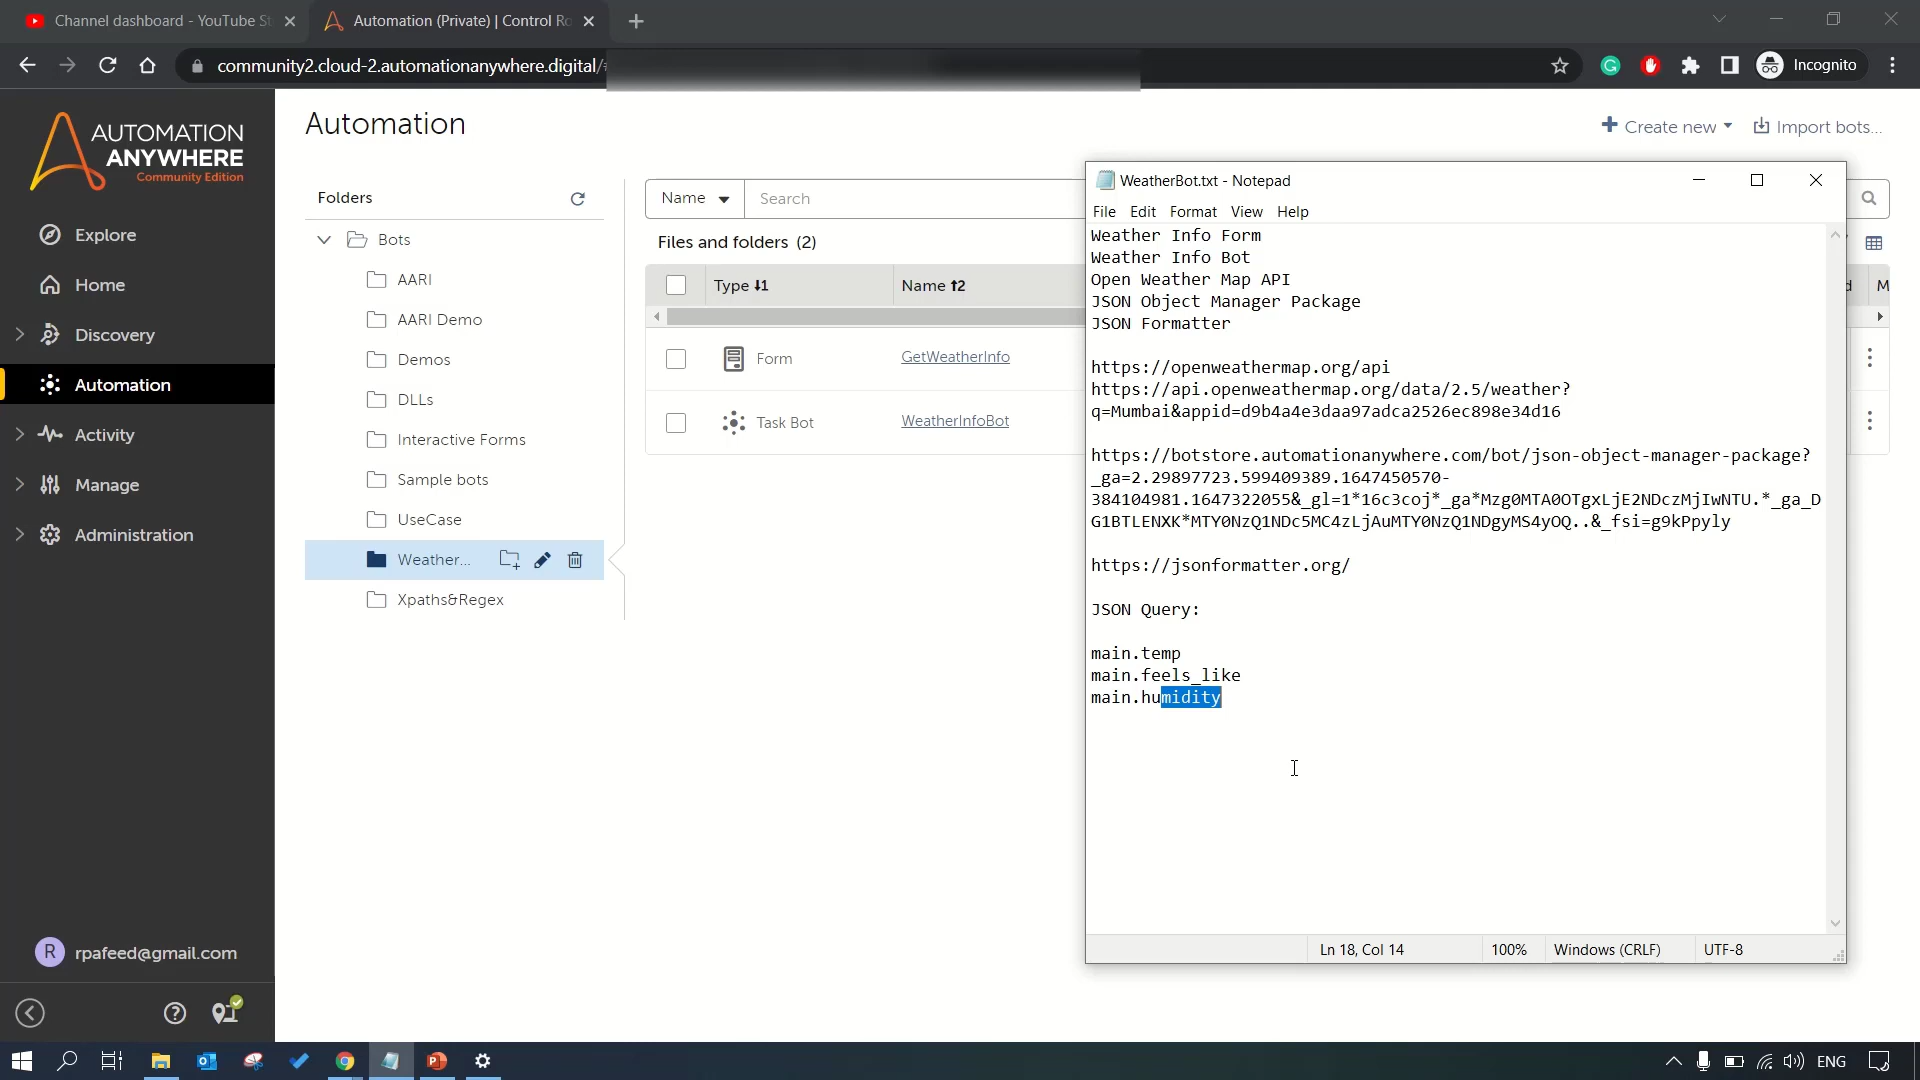 Channel dashboard - YouTube St
Automation (Private) | Control Ro
community2.cloud-2.automationanywhere.digital/#
Incognito
AUTOMATION
ANYWHERE
Community Edition
Explore
Home
Discovery
Automation
Activity
Manage
Administration
R rpafeed@gmail.com
Automation
Create new
Import bots...
Folders
Bots
AARI
AARI Demo
Demos
DLLs
Interactive Forms
Sample bots
UseCase
Weather...
Xpaths&Regex
Name
Search
Files and folders (2)
Type
Name
d
M
Form
GetWeatherInfo
Task Bot
WeatherInfoBot
WeatherBot.txt - Notepad
File Edit Format View Help
Weather Info Form
Weather Info Bot
Open Weather Map API
JSON Object Manager Package
JSON Formatter
https://openweathermap.org/api
https://api.openweathermap.org/data/2.5/weather?
q=Mumbai&appid=d9b4a4e3daa97adca2526ec898e34d16
https://botstore.automationanywhere.com/bot/json-object-manager-package?
_ga=2.29897723.599409389.1647450570-
384104981.1647322055&_gl=1*16c3coj*_ga*Mzg0MTA0OTgxLjE2NDczMjIwNTU.*_ga_D
G1BTLENXK*MTY0NzQ1NDc5MC4zLjAuMTY0NzQ1NDgyMS4yOQ..&_fsi=g9kPpyly
https://jsonformatter.org/
JSON Query:
main.temp
main.feels_like
main.humidity
Ln 18, Col 14
100%
Windows (CRLF)
UTF-8
ENG